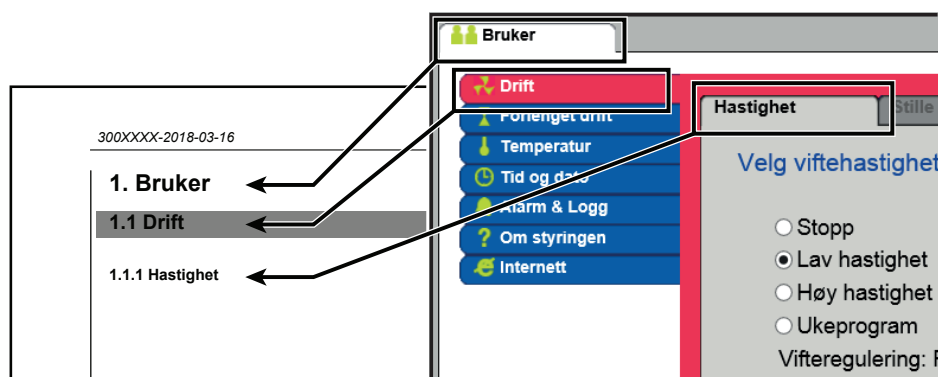 300XXXX-2018-03-16
1. Bruker
1.1 Drift
1.1.1 Hastighet
Bruker
Drift
Forlenget drift
Temperatur
Tid og dato
Alarm & Logg
Om styringen
Internett
Hastighet
Stille
Velg viftehastighet
Stopp
Lav hastighet
Høy hastighet
Ukeprogram
Vifteregulering: